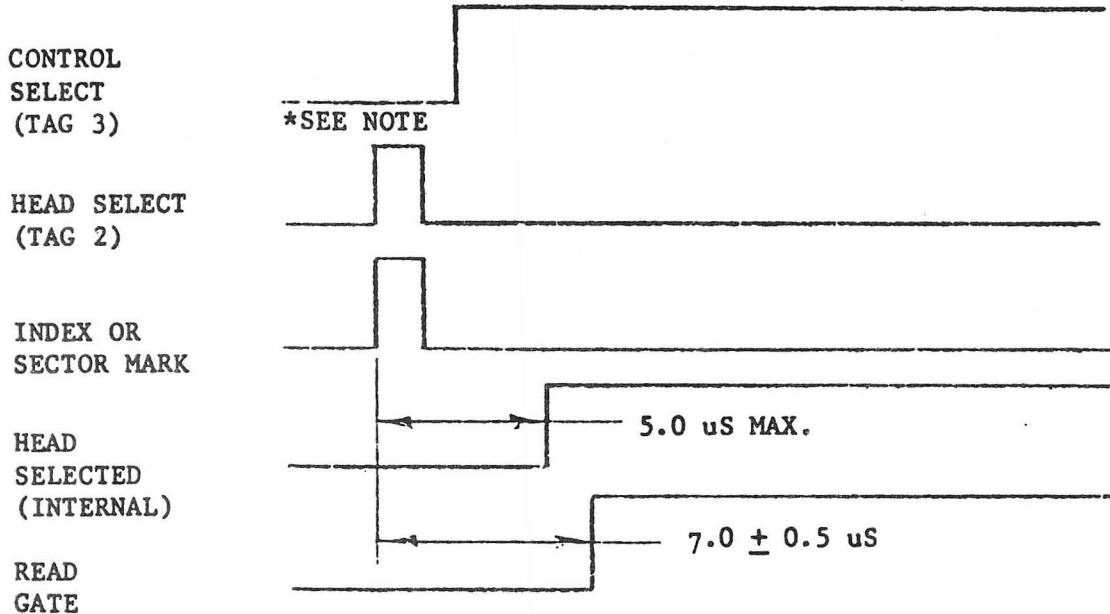 CONTROL
SELECT
(TAG 3)
*SEE NOTE
HEAD SELECT
(TAG 2)
INDEX OR
SECTOR MARK
5.0 uS MAX.
HEAD
SELECTED
(INTERNAL)
7.0 ± 0.5 uS
READ
GATE